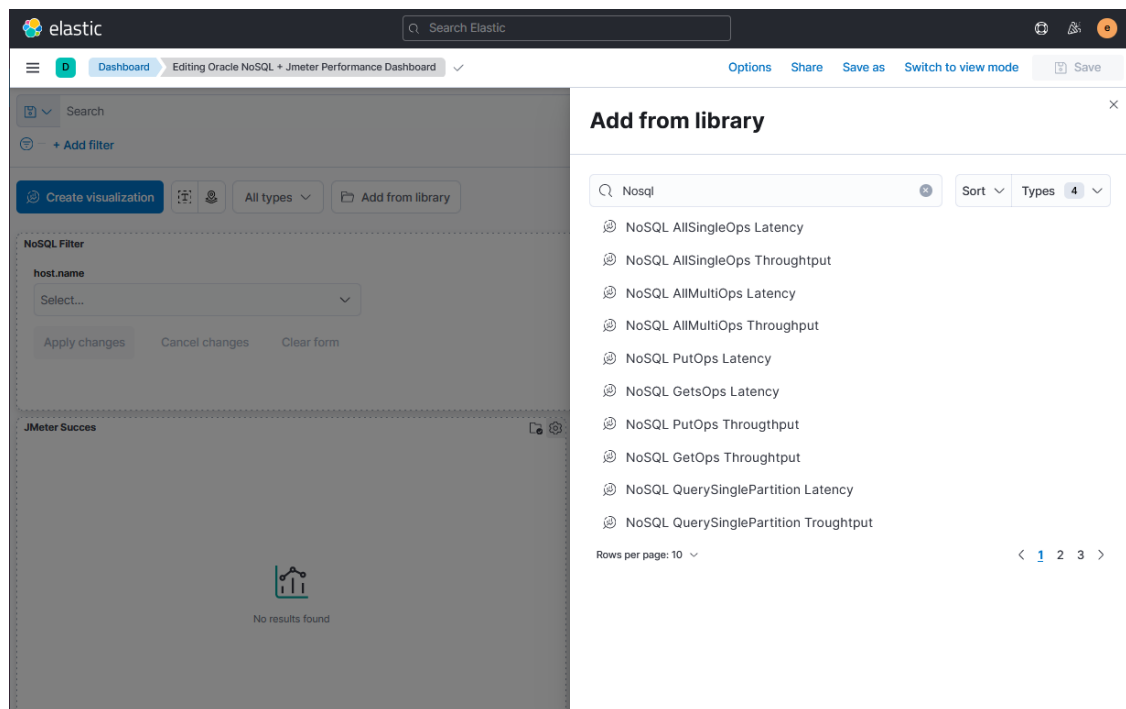 elastic
Search Elastic
e
D
Dashboard
Editing Oracle NoSQL + Jmeter Performance Dashboard
Options
Share
Save as
Switch to view mode
Save
Search
+ Add filter
Create visualization
All types
Add from library
NoSQL Filter
host.name
Select...
Apply changes
Cancel changes
Clear form
JMeter Succes
No results found
Add from library
Nosql
Sort
Types 4
NoSQL AllSingleOps Latency
NoSQL AllSingleOps Throughtput
NoSQL AllMultiOps Latency
NoSQL AllMultiOps Throughput
NoSQL PutOps Latency
NoSQL GetsOps Latency
NoSQL PutOps Througthput
NoSQL GetOps Throughtput
NoSQL QuerySinglePartition Latency
NoSQL QuerySinglePartition Troughtput
Rows per page: 10
1 2 3